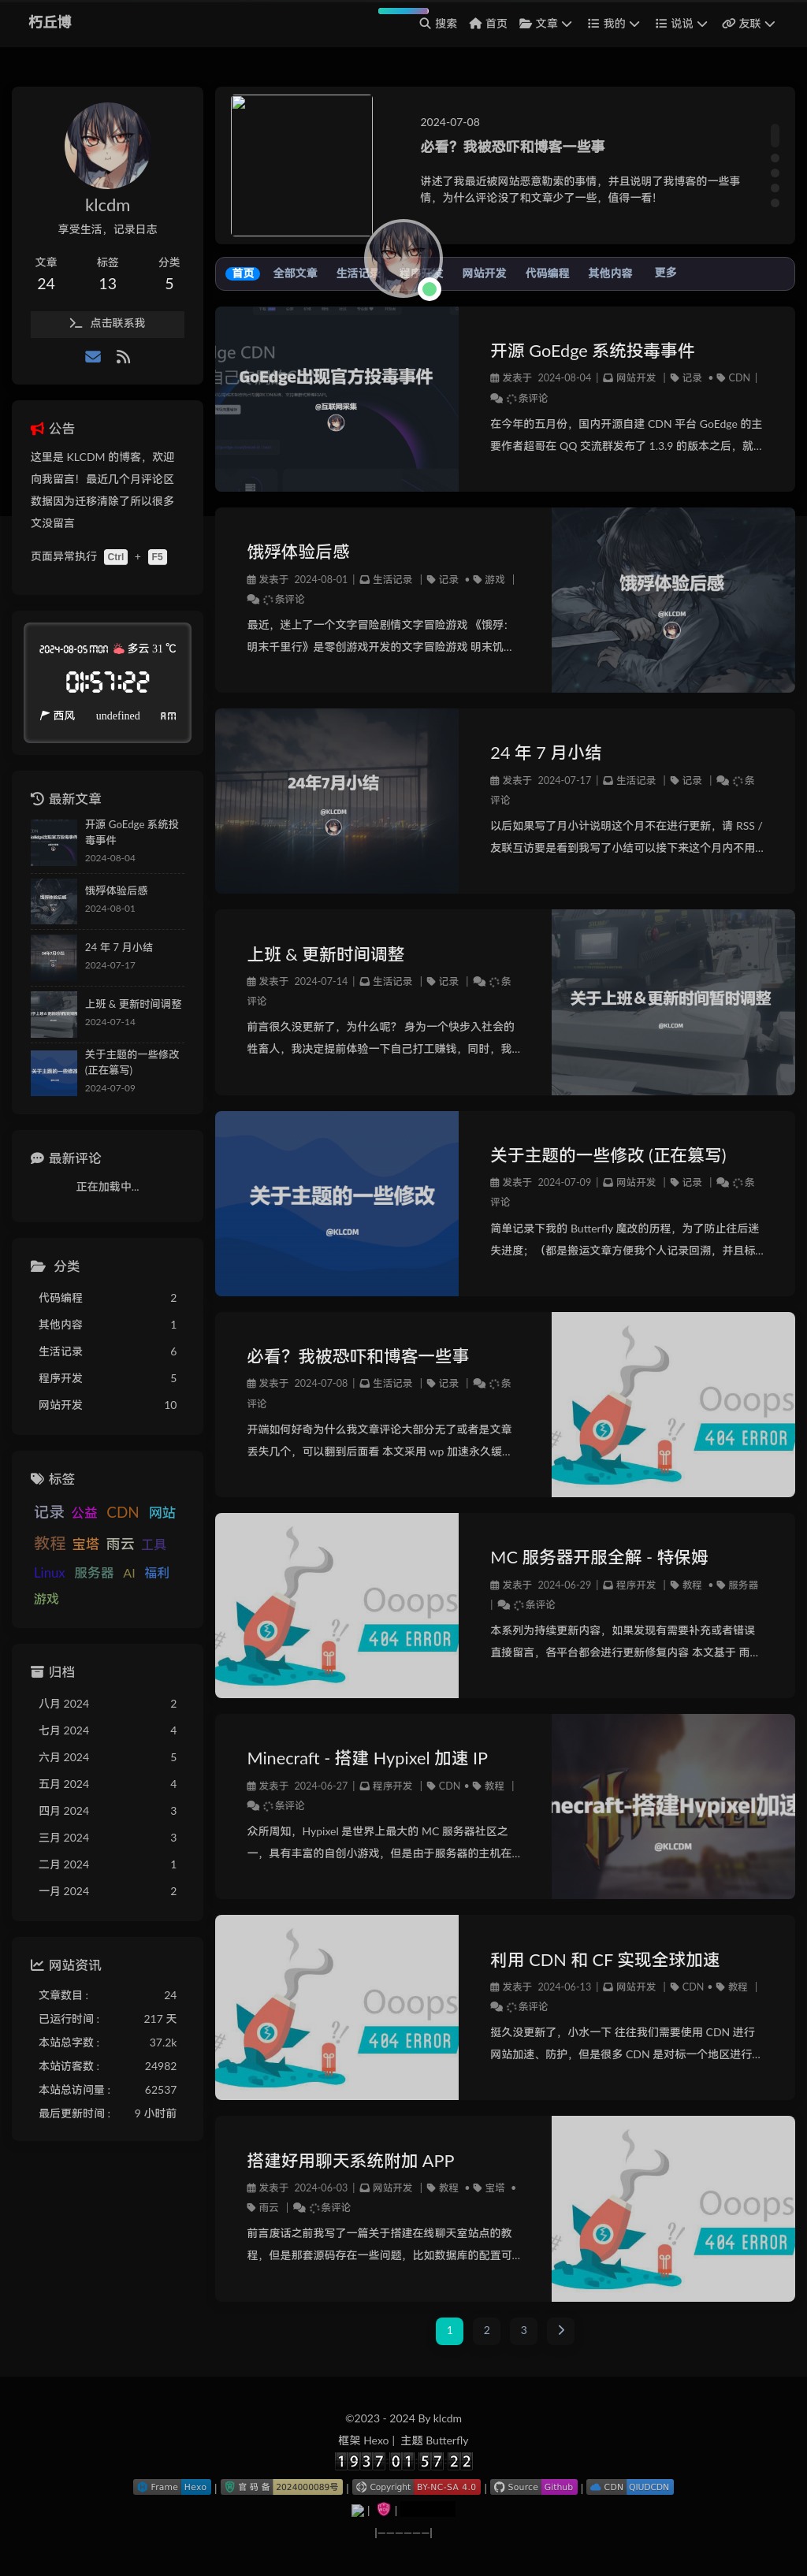 朽丘博
搜索 首页 文章 我的 说说 友联
klcdm
享受生活，记录日志
文章 标签 分类
24 13 5
点击联系我
公告
这里是 KLCDM 的博客，欢迎
向我留言！最近几个月评论区
数据因为迁移清除了所以很多
文没留言
页面异常执行 Ctrl + F5
2024-08-05 MON 多云 31 ℃
01:57:22
西风 undefined AM
最新文章
开源 GoEdge 系统投
毒事件
2024-08-04
饿殍体验后感
2024-08-01
24 年 7 月小结
2024-07-17
上班 & 更新时间调整
2024-07-14
关于主题的一些修改
(正在篡写)
2024-07-09
最新评论
正在加载中...
分类
代码编程 2
其他内容 1
生活记录 6
程序开发 5
网站开发 10
标签
记录 公益 CDN 网站
教程 宝塔 雨云 工具
Linux 服务器 AI 福利
游戏
归档
八月 2024 2
七月 2024 4
六月 2024 5
五月 2024 4
四月 2024 3
三月 2024 3
二月 2024 1
一月 2024 2
网站资讯
文章数目 : 24
已运行时间 : 217 天
本站总字数 : 37.2k
本站访客数 : 24982
本站总访问量 : 62537
最后更新时间 : 9 小时前
2024-07-08
必看？我被恐吓和博客一些事
讲述了我最近被网站恶意勒索的事情，并且说明了我博客的一些事
情，为什么评论没了和文章少了一些，值得一看！
首页 全部文章 生活记录 程序开发 网站开发 代码编程 其他内容 更多
GoEdge出现官方投毒事件
@互联网采集
开源 GoEdge 系统投毒事件
发表于 2024-08-04 | 网站开发 | 记录 • CDN |
条评论
在今年的五月份，国内开源自建 CDN 平台 GoEdge 的主
要作者超哥在 QQ 交流群发布了 1.3.9 的版本之后，就...
饿殍体验后感
发表于 2024-08-01 | 生活记录 | 记录 • 游戏 |
条评论
最近，迷上了一个文字冒险剧情文字冒险游戏 《饿殍：
明末千里行》是零创游戏开发的文字冒险游戏 明末饥...
饿殍体验后感
@KLCDM
24年7月小结
@KLCDM
24 年 7 月小结
发表于 2024-07-17 | 生活记录 | 记录 | 条
评论
以后如果写了月小计说明这个月不在进行更新，请 RSS /
友联互访要是看到我写了小结可以接下来这个月内不用...
上班 & 更新时间调整
发表于 2024-07-14 | 生活记录 | 记录 | 条
评论
前言很久没更新了，为什么呢？ 身为一个快步入社会的
牲畜人，我决定提前体验一下自己打工赚钱，同时，我...
关于上班&更新时间暂时调整
@KLCDM
关于主题的一些修改
@KLCDM
关于主题的一些修改 (正在篡写)
发表于 2024-07-09 | 网站开发 | 记录 | 条
评论
简单记录下我的 Butterfly 魔改的历程，为了防止往后迷
失进度；（都是搬运文章方便我个人记录回溯，并且标...
必看？我被恐吓和博客一些事
发表于 2024-07-08 | 生活记录 | 记录 | 条
评论
开端如何好奇为什么我文章评论大部分无了或者是文章
丢失几个，可以翻到后面看 本文采用 wp 加速永久缓...
Ooops
404 ERROR
Ooops
404 ERROR
MC 服务器开服全解 - 特保姆
发表于 2024-06-29 | 程序开发 | 教程 • 服务器
| 条评论
本系列为持续更新内容，如果发现有需要补充或者错误
直接留言，各平台都会进行更新修复内容 本文基于 雨...
Minecraft - 搭建 Hypixel 加速 IP
发表于 2024-06-27 | 程序开发 | CDN • 教程 |
条评论
众所周知，Hypixel 是世界上最大的 MC 服务器社区之
一，具有丰富的自创小游戏，但是由于服务器的主机在...
necraft-搭建Hypixel加速
@KLCDM
Ooops
404 ERROR
利用 CDN 和 CF 实现全球加速
发表于 2024-06-13 | 网站开发 | CDN • 教程 |
条评论
挺久没更新了，小水一下 往往我们需要使用 CDN 进行
网站加速、防护，但是很多 CDN 是对标一个地区进行...
搭建好用聊天系统附加 APP
发表于 2024-06-03 | 网站开发 | 教程 • 宝塔 •
雨云 | 条评论
前言废话之前我写了一篇关于搭建在线聊天室站点的教
程，但是那套源码存在一些问题，比如数据库的配置可...
Ooops
404 ERROR
1 2 3
©2023 - 2024 By klcdm
框架 Hexo | 主题 Butterfly
1937 01 57 22
Frame Hexo | 官 码 备 2024000089号 | Copyright BY-NC-SA 4.0 | Source Github | CDN QIUDCDN
|——————|